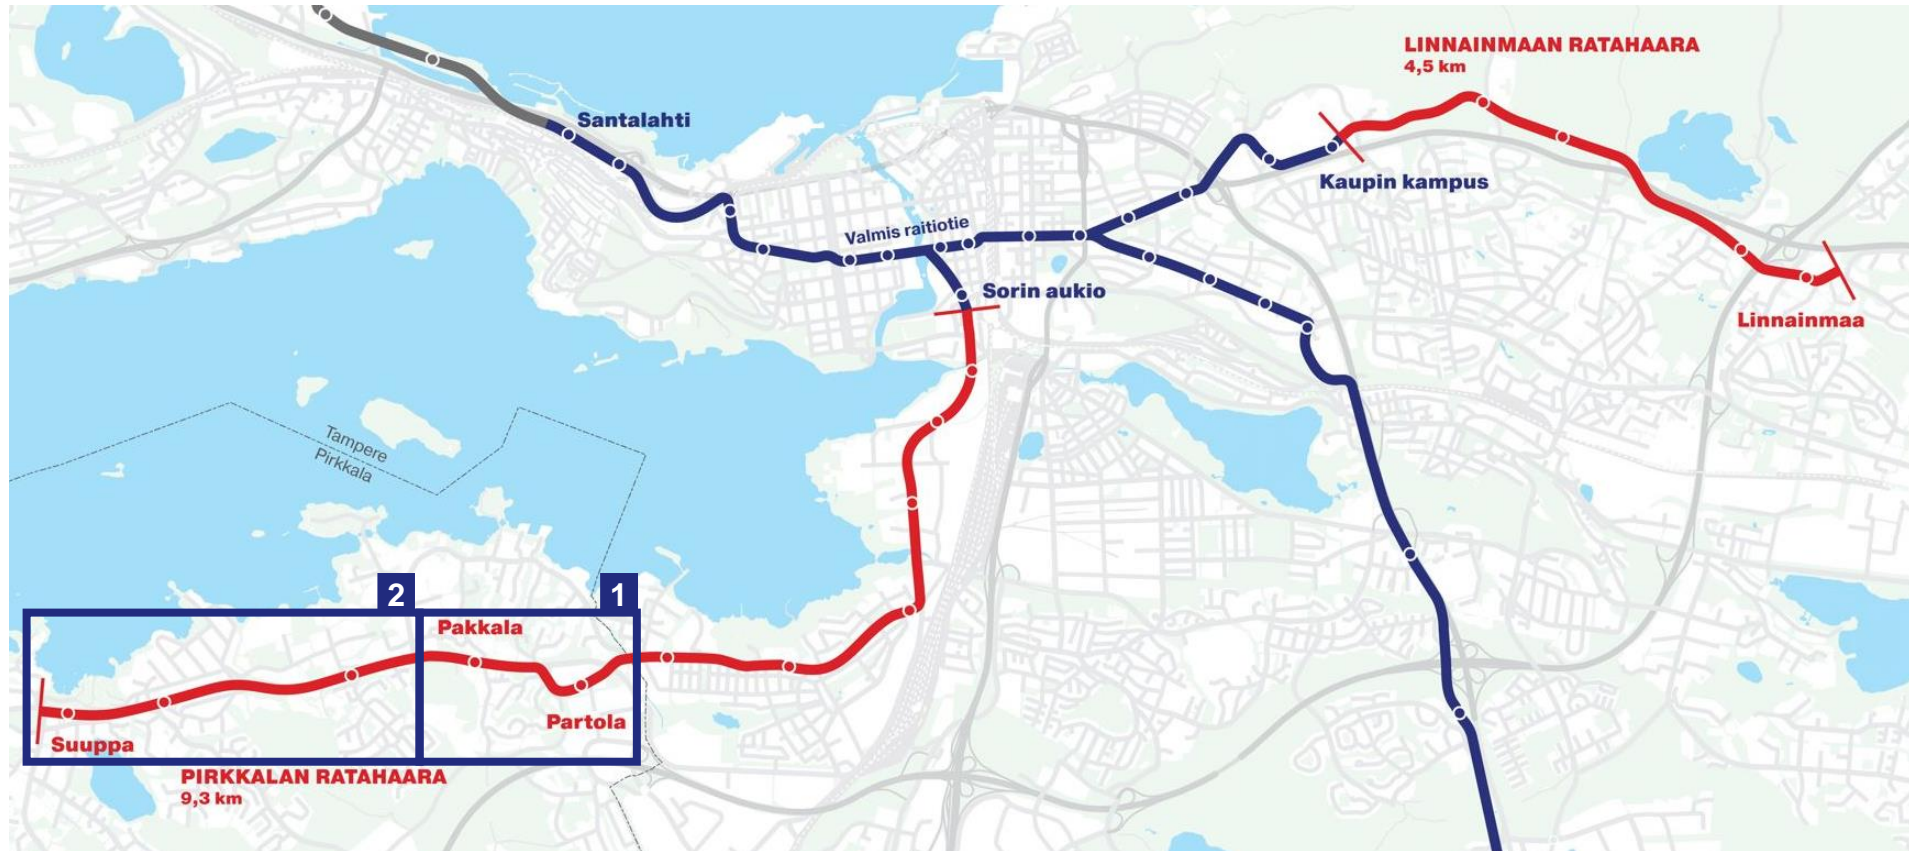 LINNAINMAAN RATAHAARA
4,5 km
Santalahti
Kaupin kampus
Valmis raitiotie
Sorin aukio
Linnainmaa
Tampere
Pirkkala
2
1
Pakkala
Partola
Suuppa
PIRKKALAN RATAHAARA
9,3 km